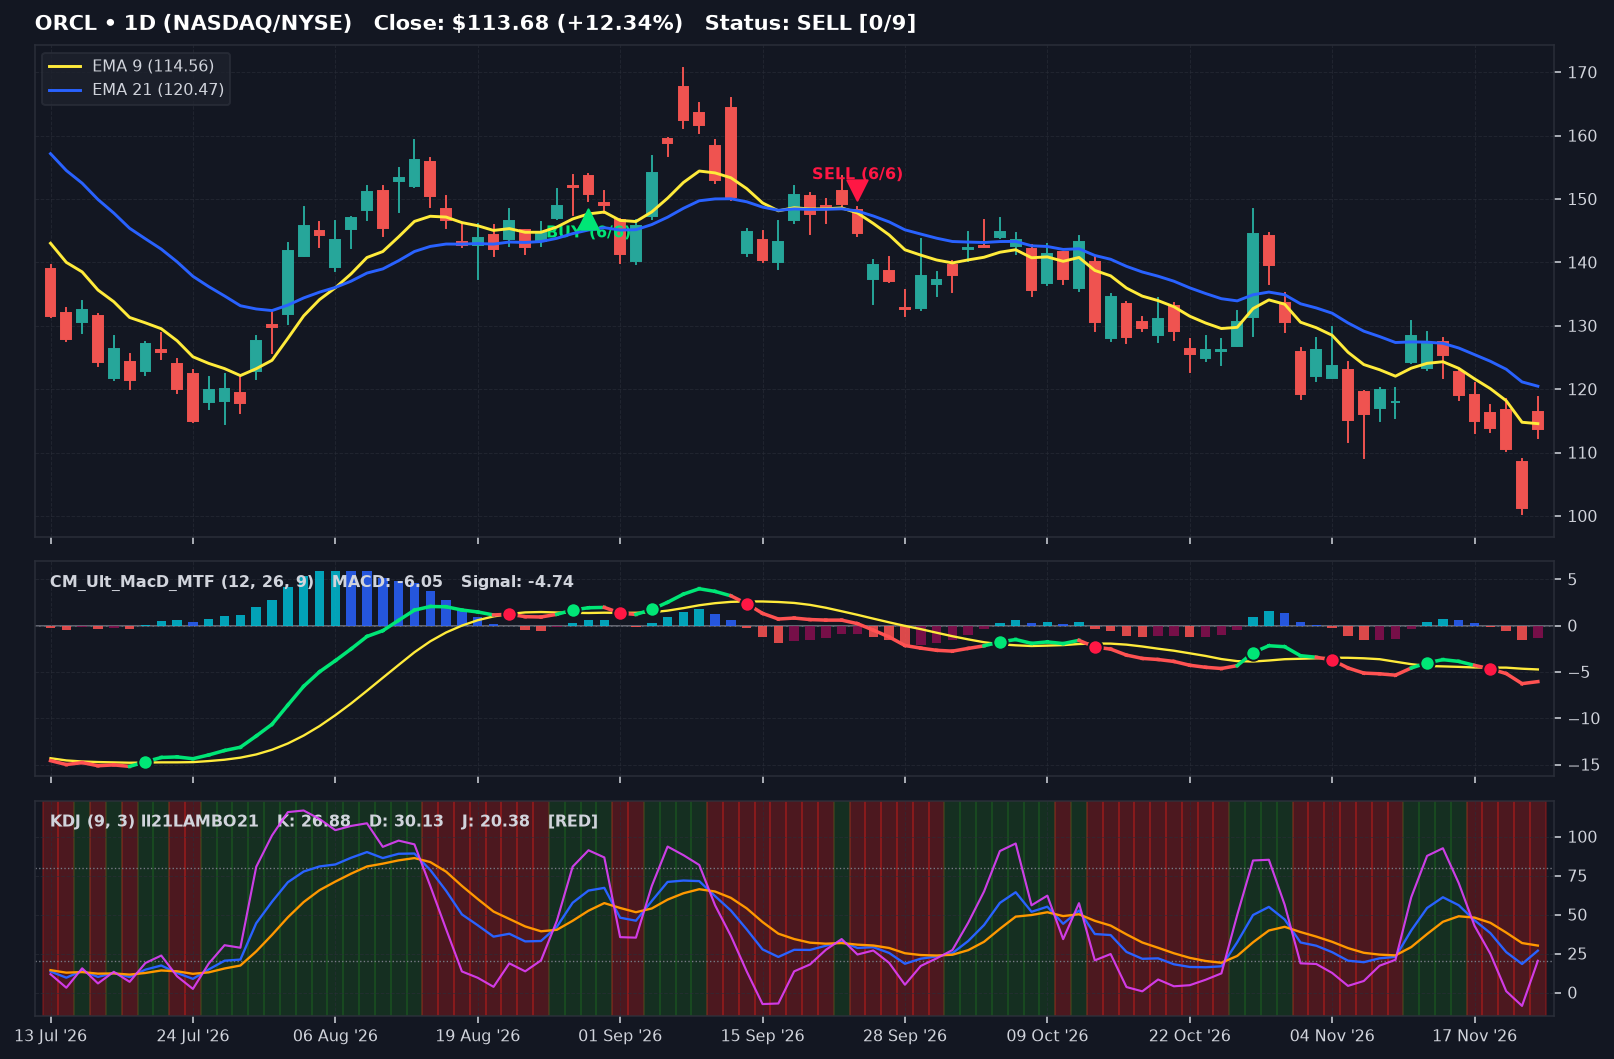 ORCL • 1D (NASDAQ/NYSE)   Close: $113.68 (+12.34%)   Status: SELL [0/9]
EMA 9 (114.56)
EMA 21 (120.47)
170
160
150
140
130
120
110
100
SELL (6/6)
BUY (6/6)
CM_Ult_MacD_MTF (12, 26, 9)   MACD: -6.05   Signal: -4.74
5
0
−5
−10
−15
KDJ (9, 3) II21LAMBO21   K: 26.88   D: 30.13   J: 20.38   [RED]
100
75
50
25
0
13 Jul '26
24 Jul '26
06 Aug '26
19 Aug '26
01 Sep '26
15 Sep '26
28 Sep '26
09 Oct '26
22 Oct '26
04 Nov '26
17 Nov '26